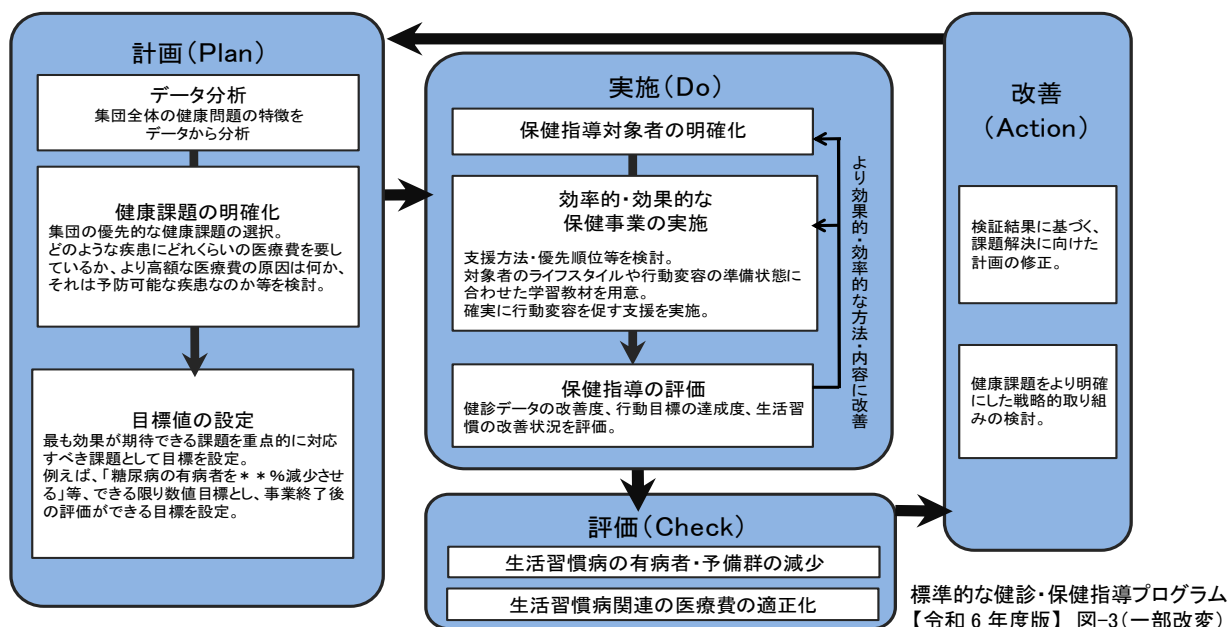 計画（Plan）
データ分析
集団全体の健康問題の特徴を
データから分析
健康課題の明確化
集団の優先的な健康課題の選択。
どのような疾患にどれくらいの医療費を要し
ているか、より高額な医療費の原因は何か、
それは予防可能な疾患なのか等を検討。
目標値の設定
最も効果が期待できる課題を重点的に対応
すべき課題として目標を設定。
例えば、「糖尿病の有病者を＊＊％減少させ
る」等、できる限り数値目標とし、事業終了後
の評価ができる目標を設定。
実施（Do）
保健指導対象者の明確化
効率的・効果的な
保健事業の実施
支援方法・優先順位等を検討。
対象者のライフスタイルや行動変容の準備状態に
合わせた学習教材を用意。
確実に行動変容を促す支援を実施。
保健指導の評価
健診データの改善度、行動目標の達成度、生活習
慣の改善状況を評価。
より効果的・効率的な方法・内容に改善
評価（Check）
生活習慣病の有病者・予備群の減少
生活習慣病関連の医療費の適正化
改善
（Action）
検証結果に基づく、
課題解決に向けた
計画の修正。
健康課題をより明確
にした戦略的取り組
みの検討。
標準的な健診・保健指導プログラム
【令和６年度版】 図-3（一部改変）